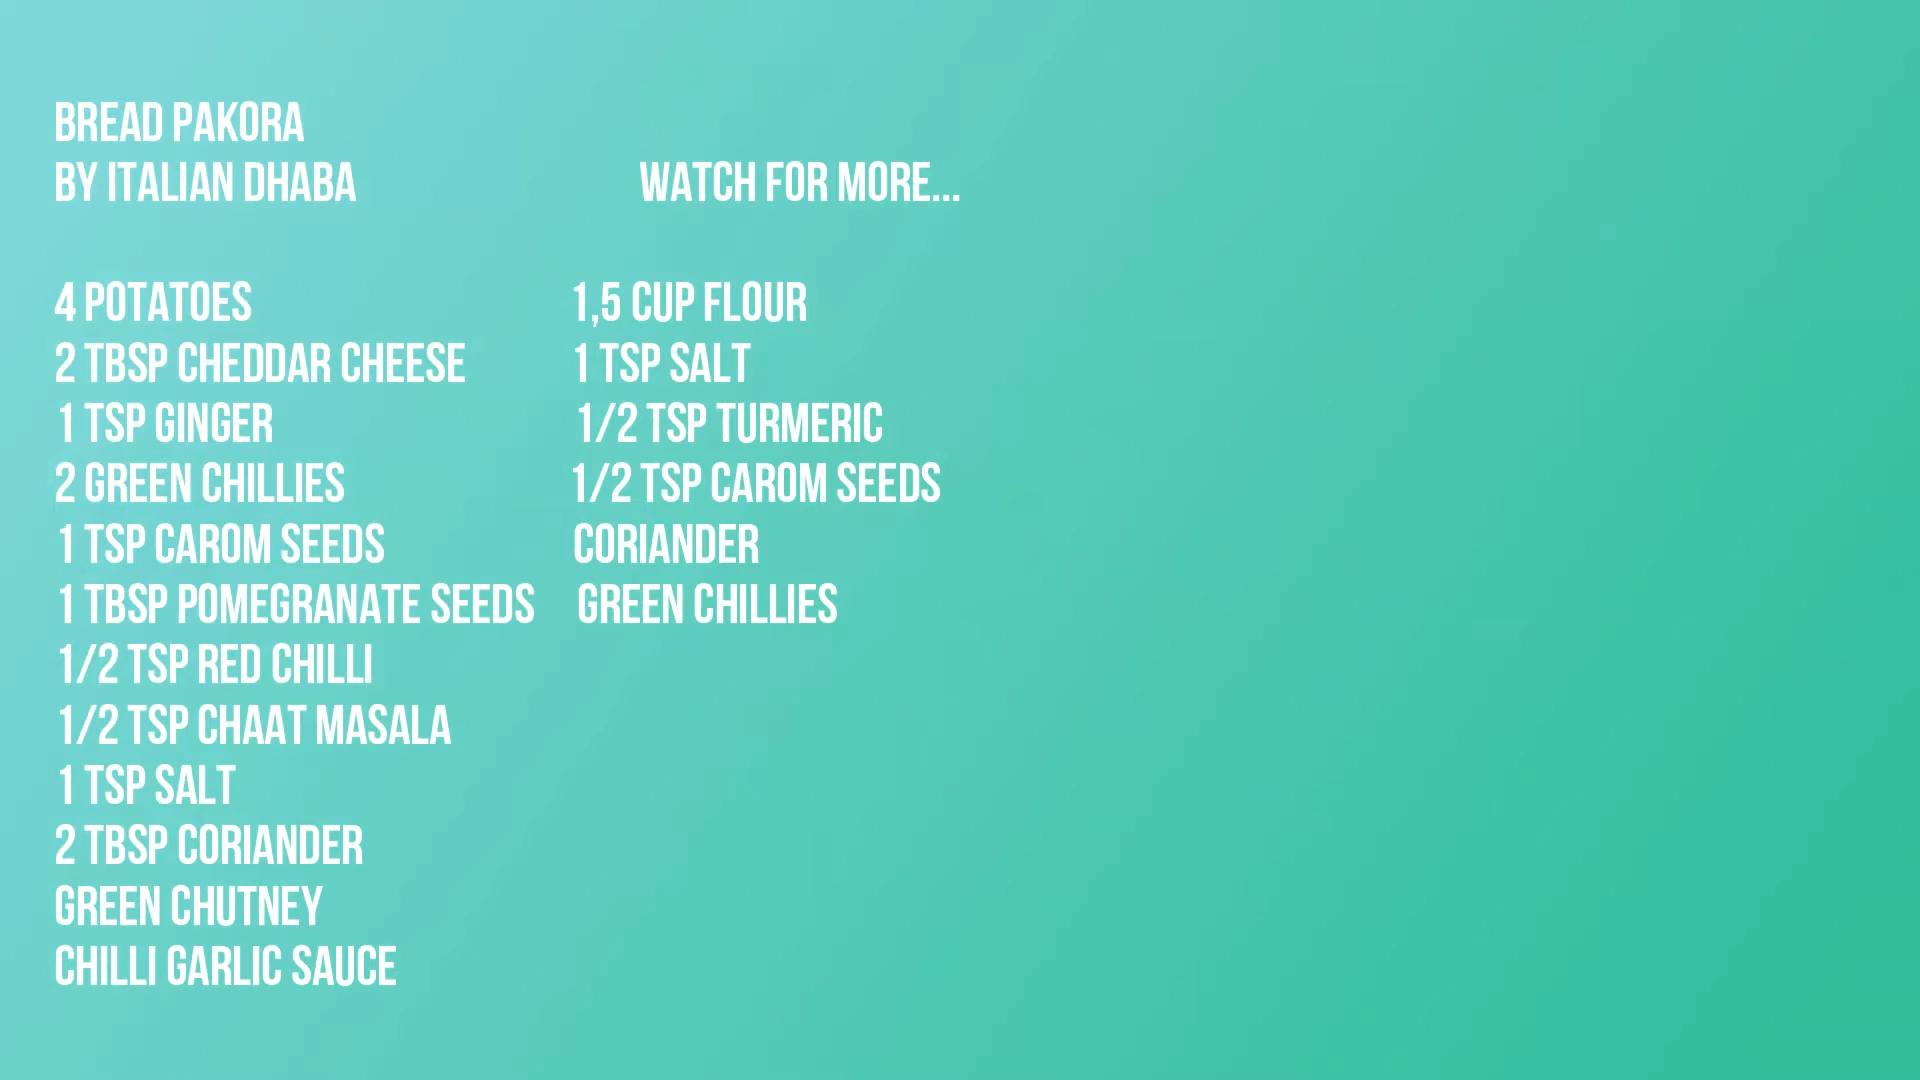 BREAD PAKORA
BY ITALIAN DHABA
WATCH FOR MORE...
4 POTATOES
2 TBSP CHEDDAR CHEESE
1 TSP GINGER
2 GREEN CHILLIES
1 TSP CAROM SEEDS
1 TBSP POMEGRANATE SEEDS
1/2 TSP RED CHILLI
1/2 TSP CHAAT MASALA
1 TSP SALT
2 TBSP CORIANDER
GREEN CHUTNEY
CHILLI GARLIC SAUCE
1,5 CUP FLOUR
1 TSP SALT
1/2 TSP TURMERIC
1/2 TSP CAROM SEEDS
CORIANDER
GREEN CHILLIES